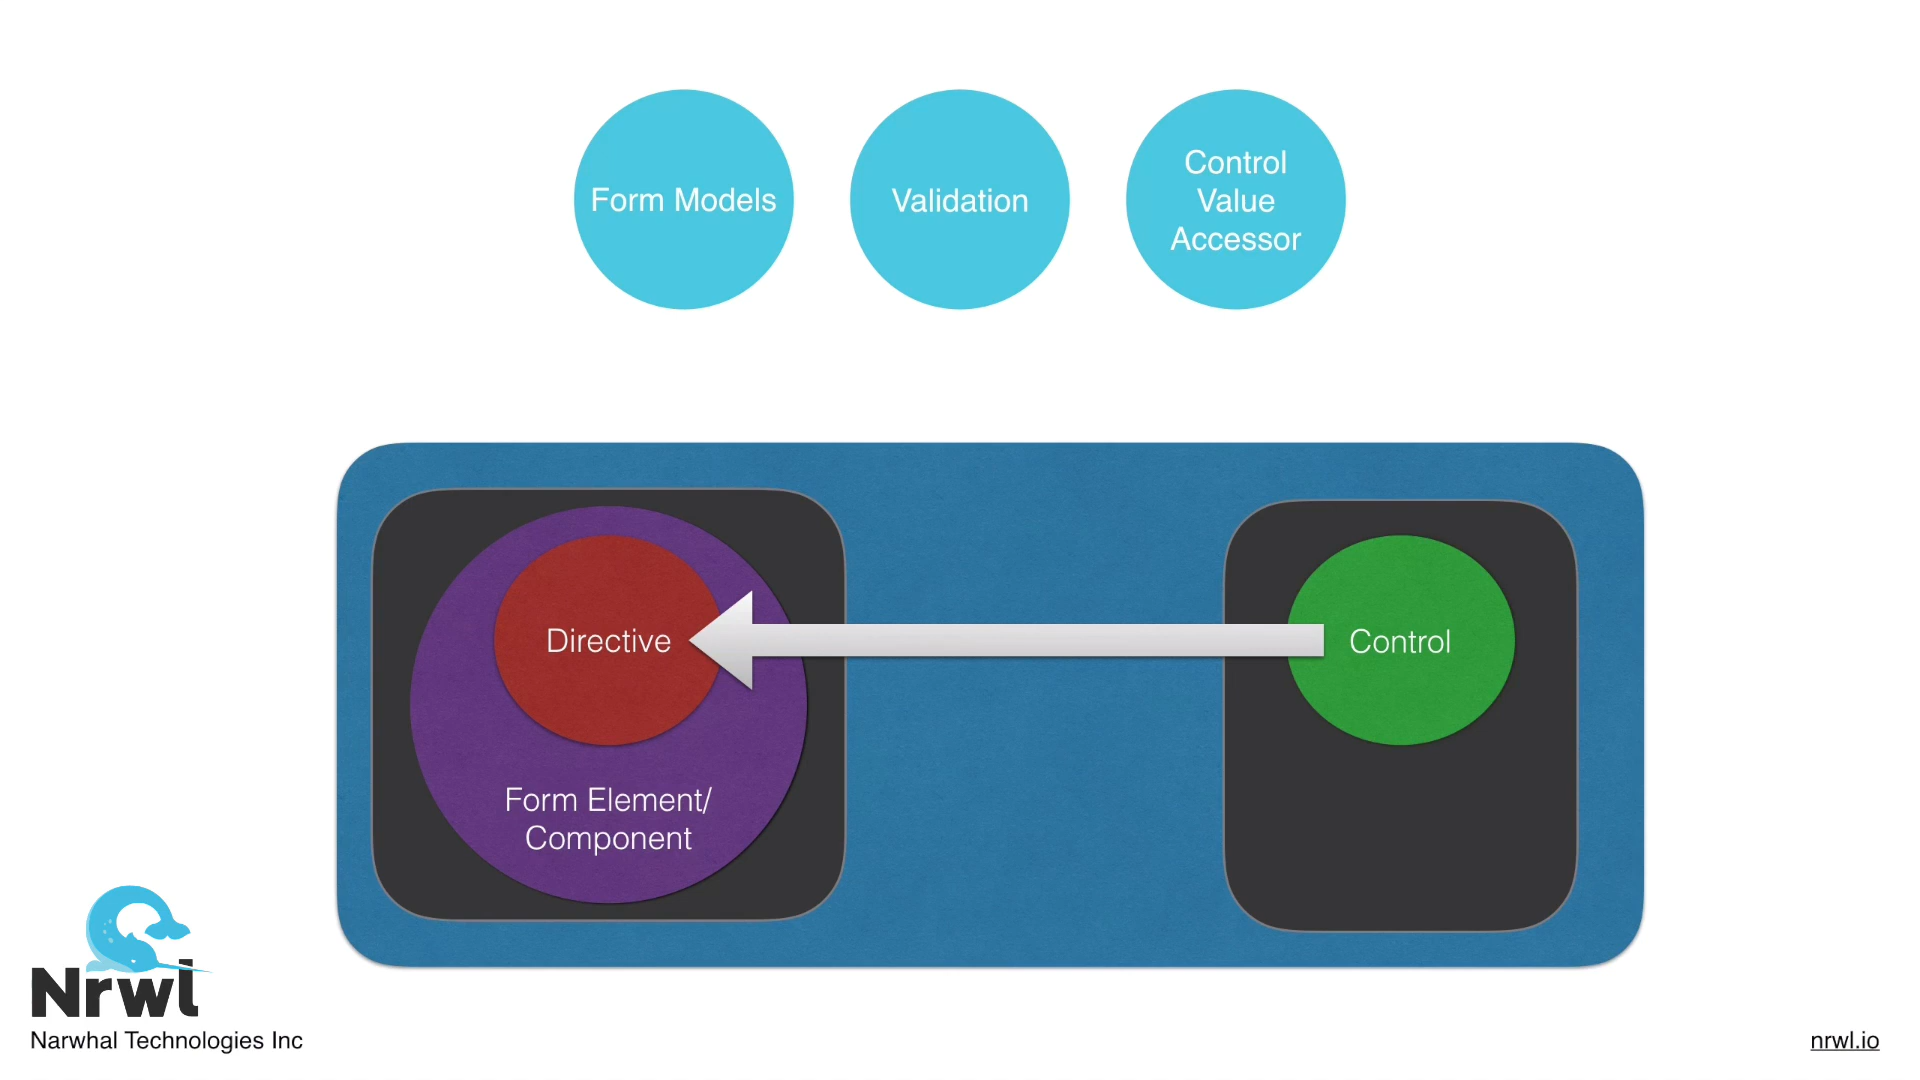 Form Models
Validation
Control
Value
Accessor
Directive
Control
Form Element/
Component
Nrwl
Narwhal Technologies Inc
nrwl.io